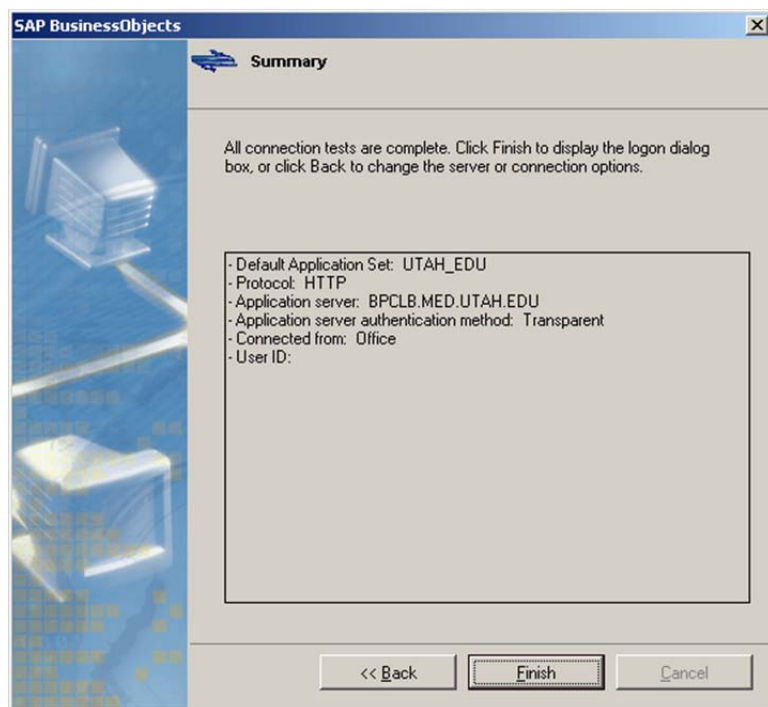 SAP BusinessObjects
Summary
All connection tests are complete. Click Finish to display the logon dialog
box, or click Back to change the server or connection options.
- Default Application Set: UTAH_EDU
- Protocol: HTTP
- Application server: BPCLB.MED.UTAH.EDU
- Application server authentication method: Transparent
- Connected from: Office
- User ID:
<< Back
Finish
Cancel